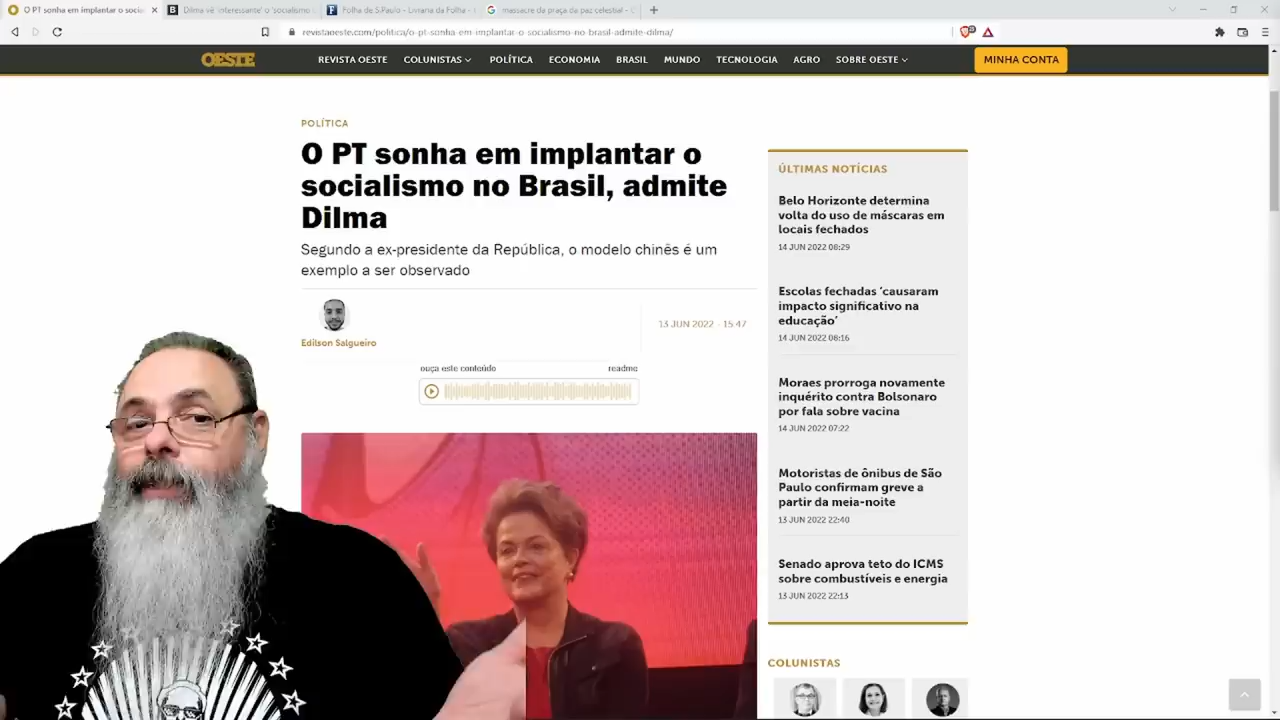 O PT sonha em implantar o socia
Dilma vê 'interessante' o 'socialismo
Folha de S.Paulo - Livraria da Folha -
massacre da praça da paz celestial -
revistaoeste.com/politica/o-pt-sonha-em-implantar-o-socialismo-no-brasil-admite-dilma/
OESTE
REVISTA OESTE
COLUNISTAS
POLÍTICA
ECONOMIA
BRASIL
MUNDO
TECNOLOGIA
AGRO
SOBRE OESTE
MINHA CONTA
POLÍTICA
O PT sonha em implantar o
socialismo no Brasil, admite
Dilma
Segundo a ex-presidente da República, o modelo chinês é um
exemplo a ser observado
Edilson Salgueiro
13 JUN 2022 - 15:47
ouça este conteúdo
readme
ÚLTIMAS NOTÍCIAS
Belo Horizonte determina
volta do uso de máscaras em
locais fechados
14 JUN 2022 08:29
Escolas fechadas ‘causaram
impacto significativo na
educação’
14 JUN 2022 08:16
Moraes prorroga novamente
inquérito contra Bolsonaro
por fala sobre vacina
14 JUN 2022 07:22
Motoristas de ônibus de São
Paulo confirmam greve a
partir da meia-noite
13 JUN 2022 22:40
Senado aprova teto do ICMS
sobre combustíveis e energia
13 JUN 2022 22:13
COLUNISTAS